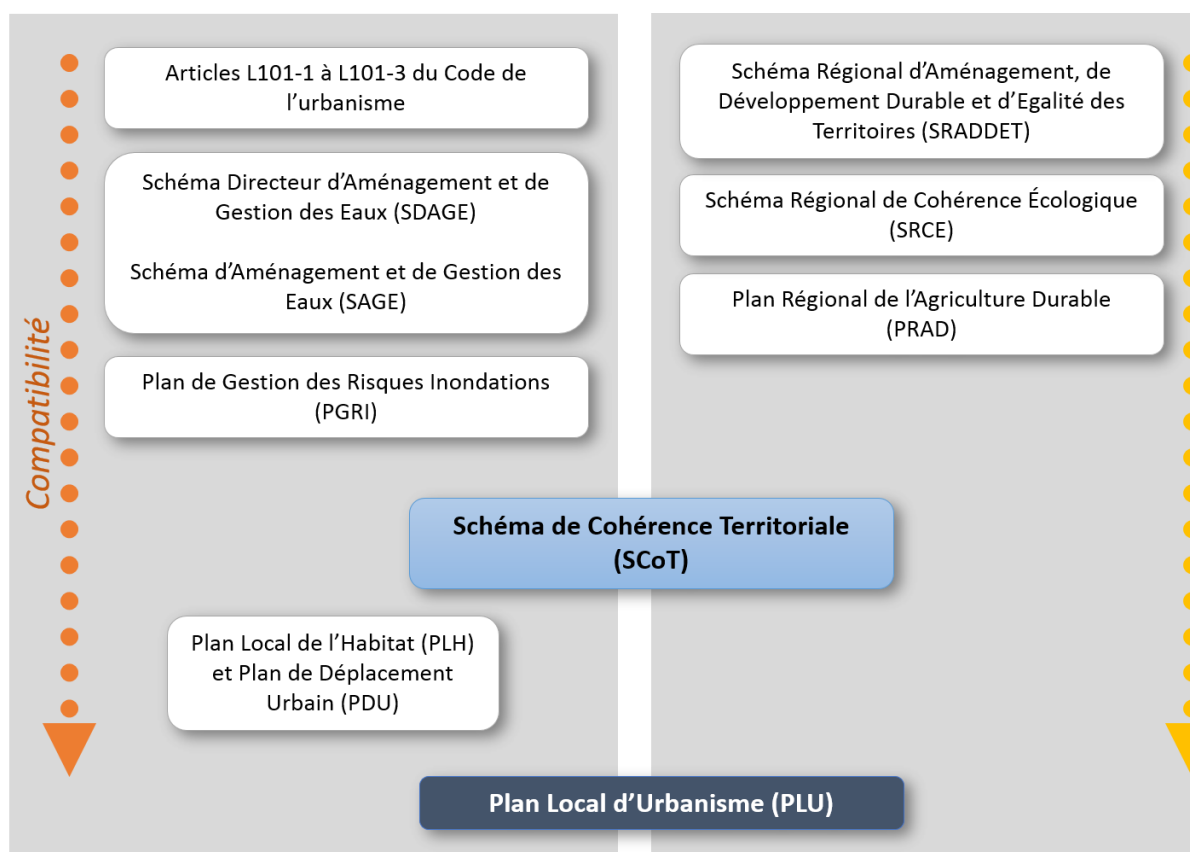 Articles L101-1 à L101-3 du Code de
l’urbanisme
Schéma Directeur d’Aménagement et de
Gestion des Eaux (SDAGE)
Schéma d’Aménagement et de Gestion des
Eaux (SAGE)
Plan de Gestion des Risques Inondations
(PGRI)
Compatibilité
Schéma Régional d’Aménagement, de
Développement Durable et d’Egalité des
Territoires (SRADDET)
Schéma Régional de Cohérence Écologique
(SRCE)
Plan Régional de l’Agriculture Durable
(PRAD)
Schéma de Cohérence Territoriale
(SCoT)
Plan Local de l’Habitat (PLH)
et Plan de Déplacement
Urbain (PDU)
Plan Local d’Urbanisme (PLU)